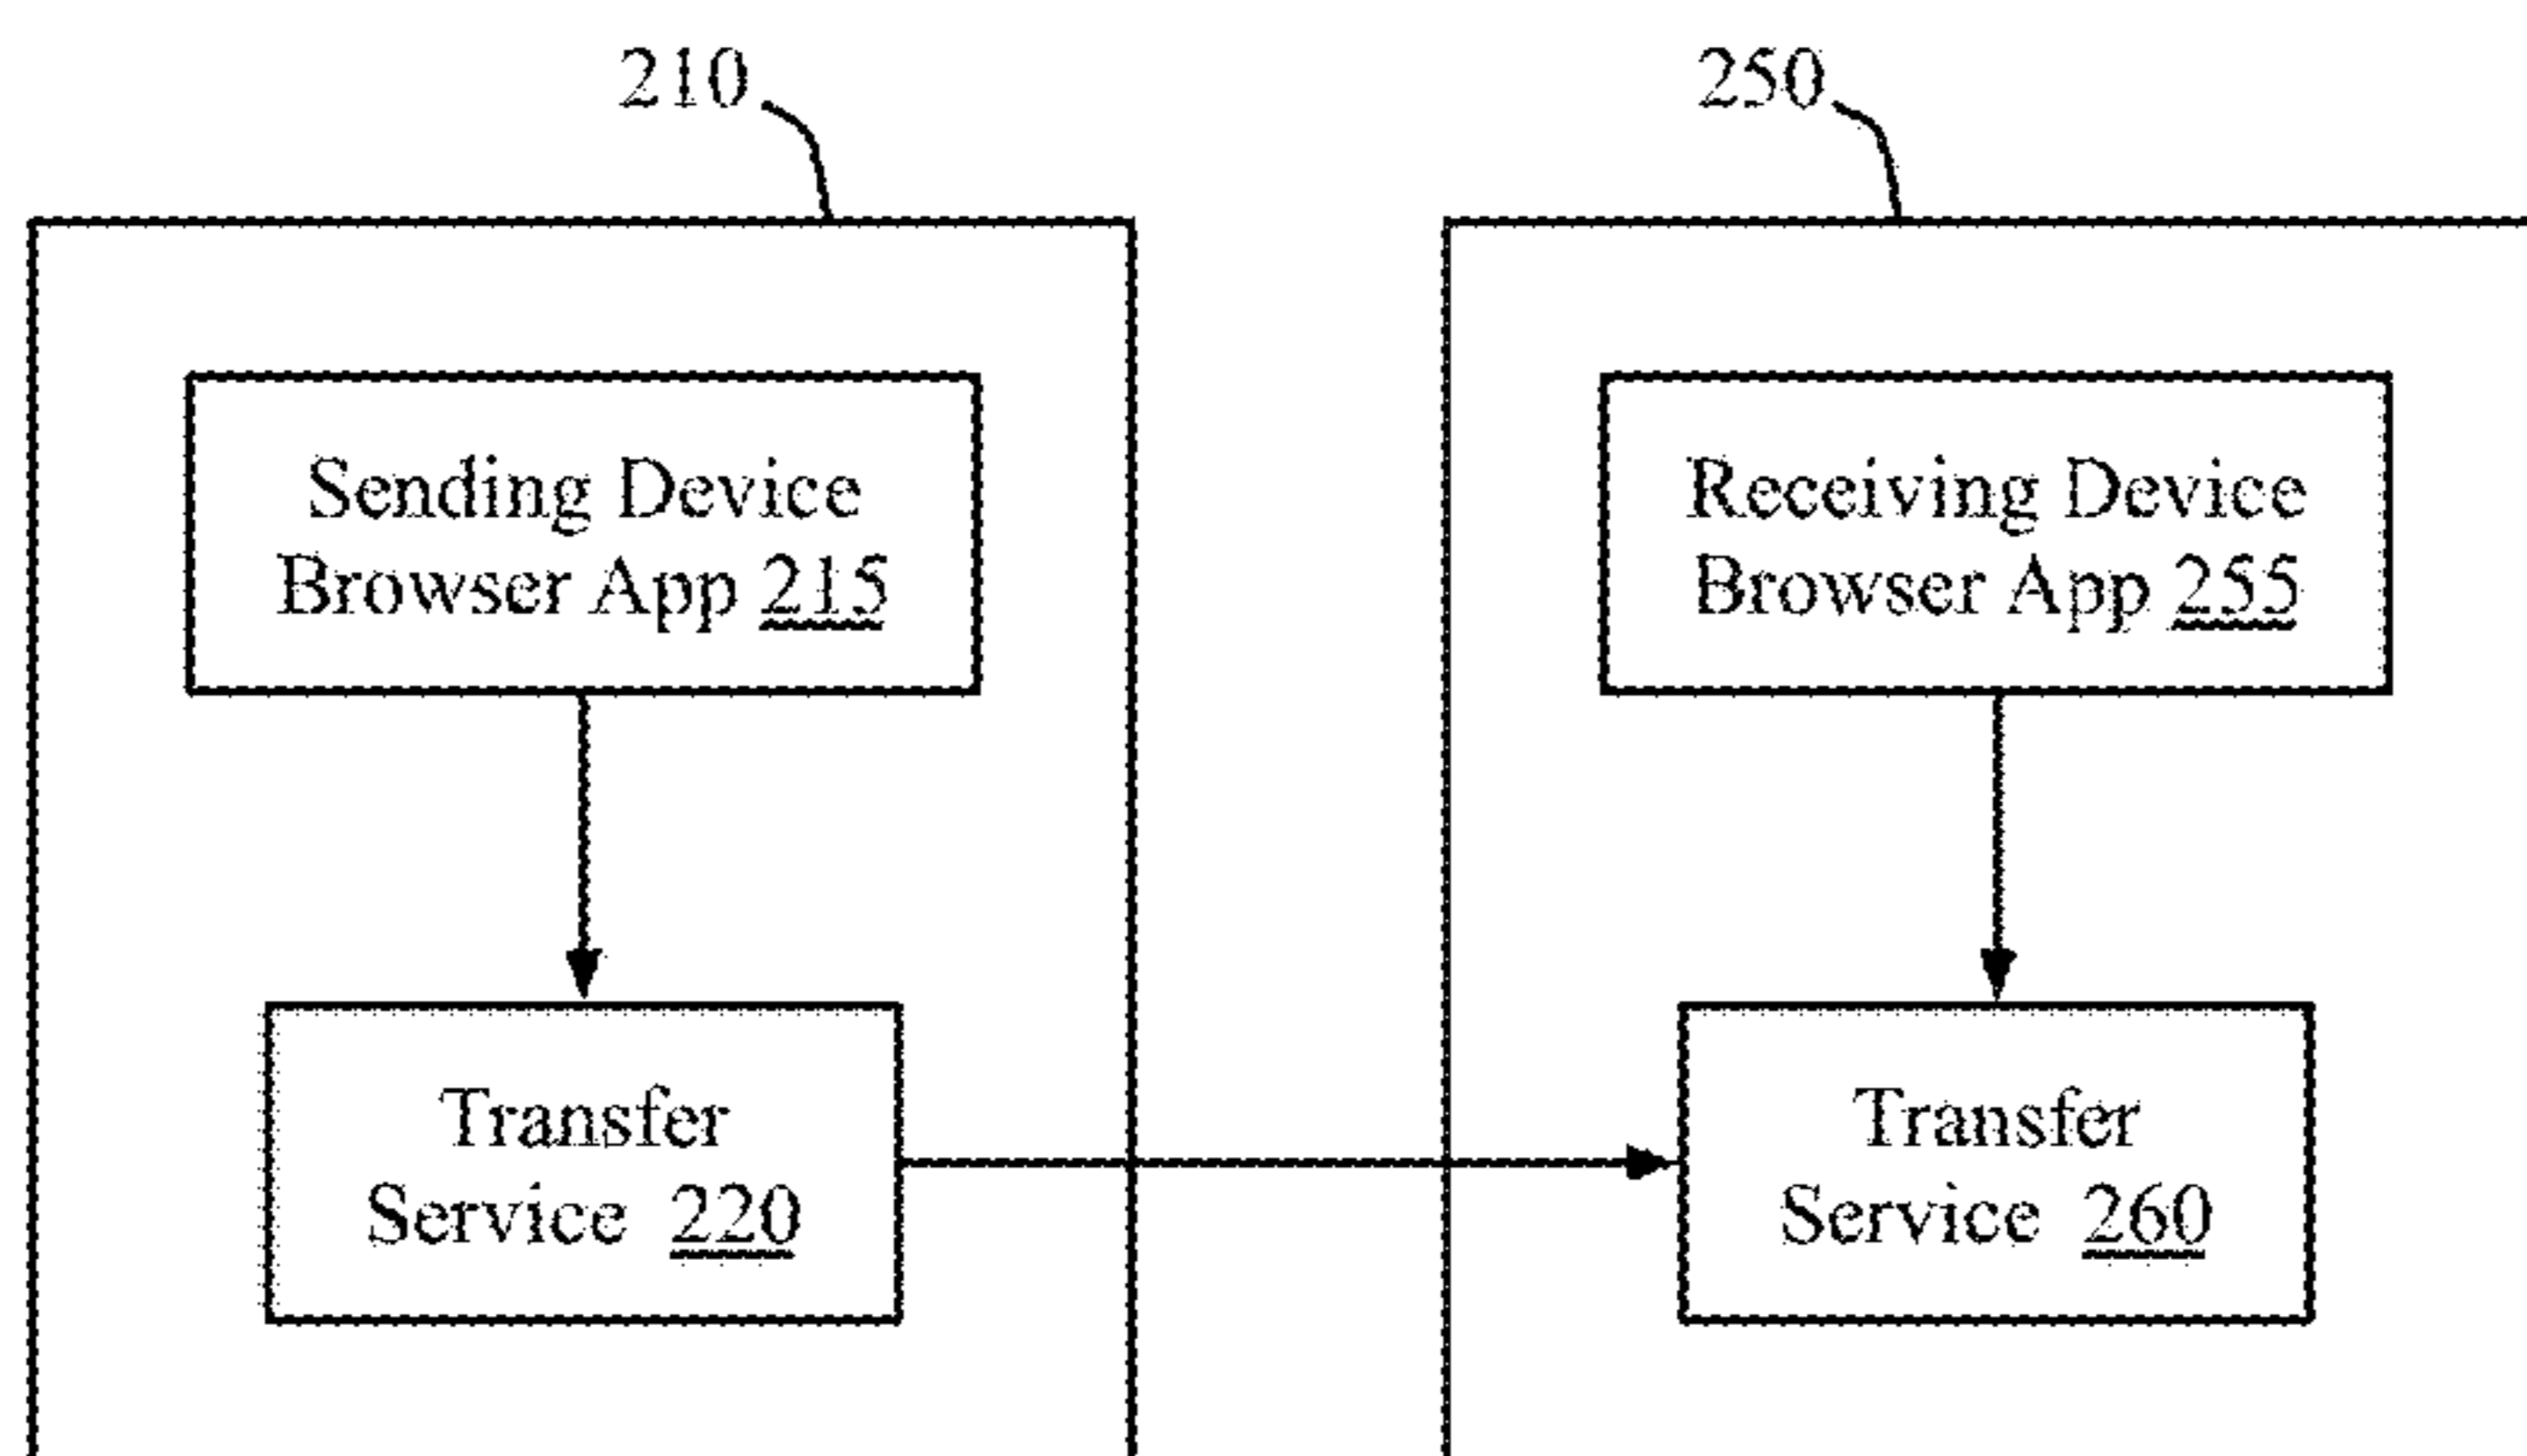 210
250
Sending Device
Browser App 215
Receiving Device
Browser App 255
Transfer
Service 220
Transfer
Service 260